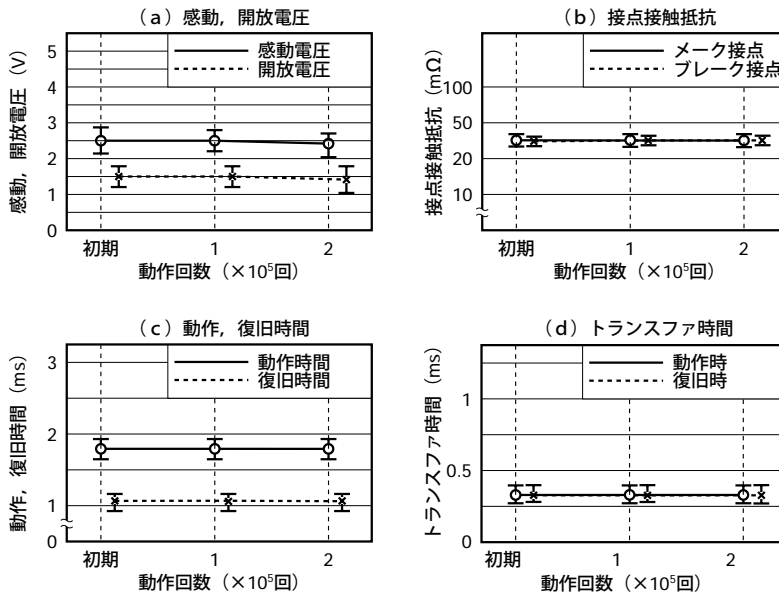 （a）感動，開放電圧
感動，開放電圧（V）
5
4
3
2
1
0
感動電圧
開放電圧
初期
1
2
動作回数（×10⁵回）
（b）接点接触抵抗
接点接触抵抗（mΩ）
100
50
20
10
0
メーク接点
ブレーク接点
初期
1
2
動作回数（×10⁵回）
（c）動作，復旧時間
動作，復旧時間（ms）
3
2
1
0
動作時間
復旧時間
初期
1
2
動作回数（×10⁵回）
（d）トランスファ時間
トランスファ時間（ms）
1
0.5
0
動作時
復旧時
初期
1
2
動作回数（×10⁵回）